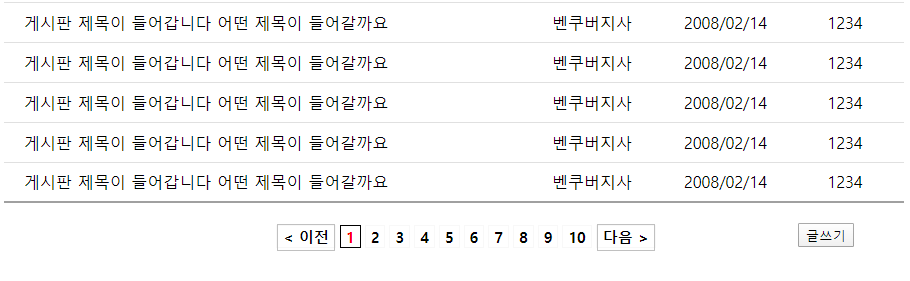 게시판 제목이 들어갑니다 어떤 제목이 들어갈까요 벤쿠버지사 2008/02/14 1234
게시판 제목이 들어갑니다 어떤 제목이 들어갈까요 벤쿠버지사 2008/02/14 1234
게시판 제목이 들어갑니다 어떤 제목이 들어갈까요 벤쿠버지사 2008/02/14 1234
게시판 제목이 들어갑니다 어떤 제목이 들어갈까요 벤쿠버지사 2008/02/14 1234
게시판 제목이 들어갑니다 어떤 제목이 들어갈까요 벤쿠버지사 2008/02/14 1234
< 이전 1 2 3 4 5 6 7 8 9 10 다음 > 글쓰기